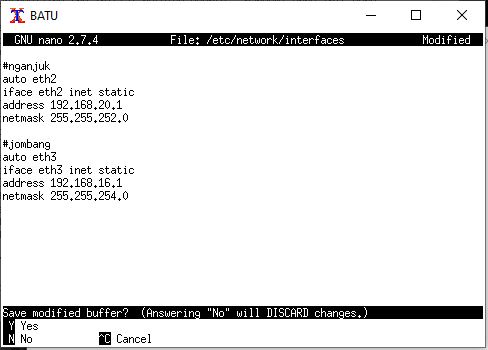 BATU
GNU nano 2.7.4 File: /etc/network/interfaces Modified
#nganjuk
auto eth2
iface eth2 inet static
address 192.168.20.1
netmask 255.255.252.0
#jombang
auto eth3
iface eth3 inet static
address 192.168.16.1
netmask 255.255.254.0
Save modified buffer? (Answering "No" will DISCARD changes.)
Y Yes
N No ^C Cancel